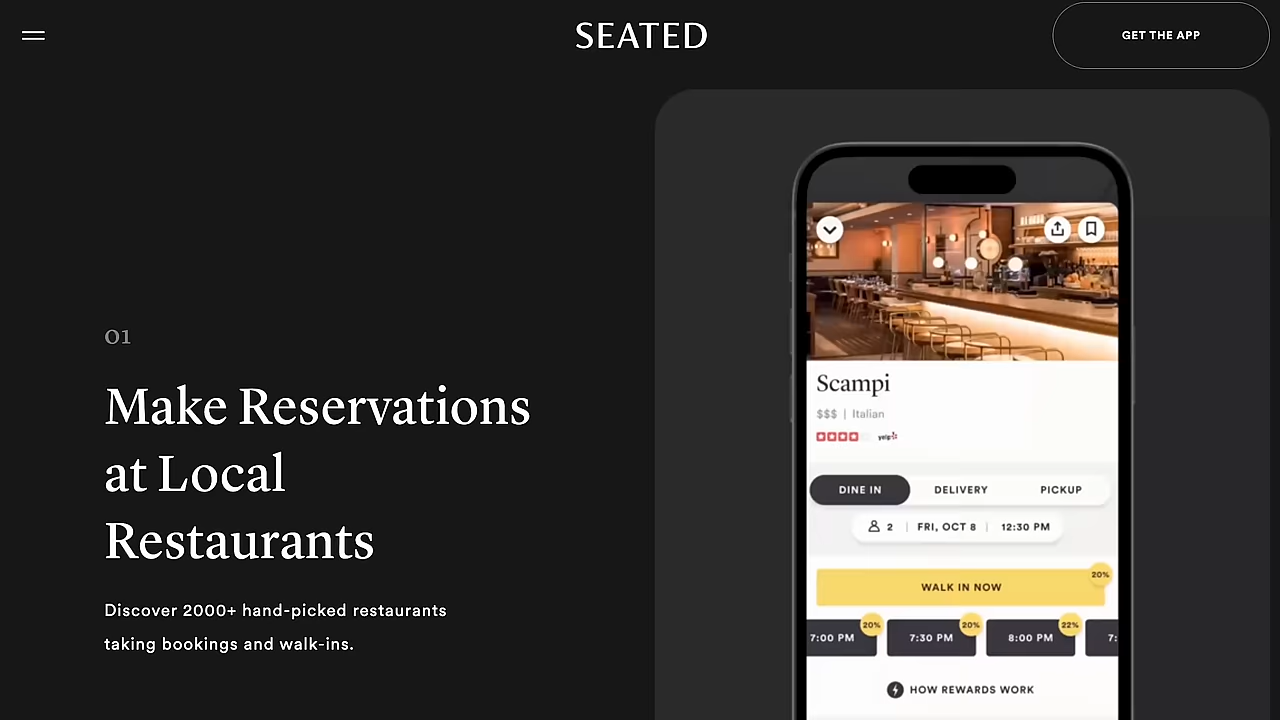 SEATED
GET THE APP
01
Make Reservations
at Local
Restaurants
Discover 2000+ hand-picked restaurants
taking bookings and walk-ins.
Scampi
$$$ | Italian
yelp
DINE IN DELIVERY PICKUP
2 | FRI, OCT 8 | 12:30 PM
20%
WALK IN NOW
20% 20% 22%
7:00 PM 7:30 PM 8:00 PM 7:
HOW REWARDS WORK